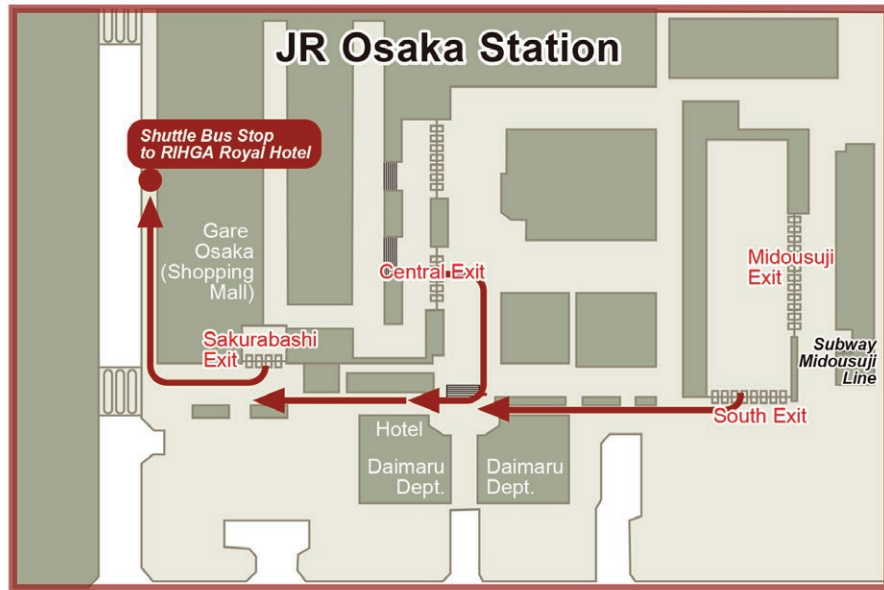 JR Osaka Station
Shuttle Bus Stop
to RIHGA Royal Hotel
Gare
Osaka
(Shopping
Mall)
Central Exit
Midousuji
Exit
Sakurabashi
Exit
Subway
Midousuji
Line
South Exit
Hotel
Daimaru
Dept.
Daimaru
Dept.